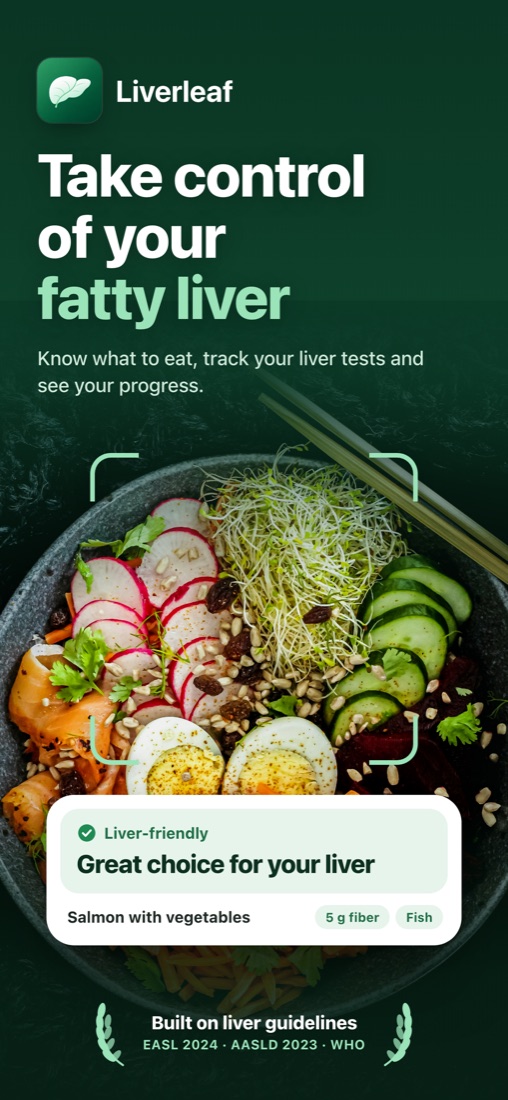 Liverleaf
Take control
of your
fatty liver
Know what to eat, track your liver tests and
see your progress.
Liver-friendly
Great choice for your liver
Salmon with vegetables
5 g fiber
Fish
Built on liver guidelines
EASL 2024 · AASLD 2023 · WHO